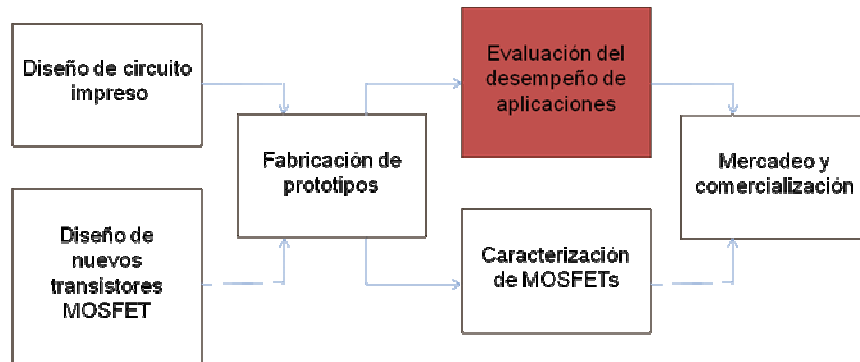 Diseño de circuito
impreso
Diseño de
nuevos
transistores
MOSFET
Fabricación de
prototipos
Evaluación del
desempeño de
aplicaciones
Caracterización
de MOSFETs
Mercadeo y
comercialización